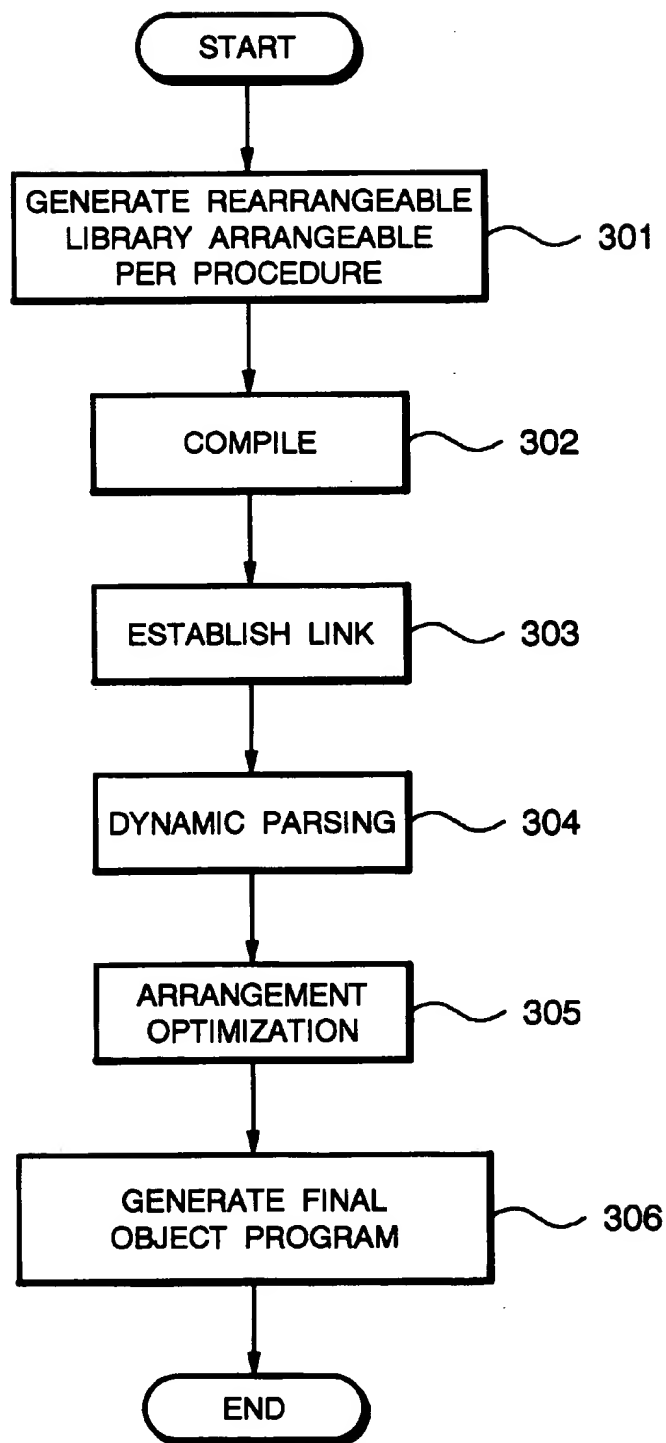 START
GENERATE REARRANGEABLE
LIBRARY ARRANGEABLE
PER PROCEDURE
301
COMPILE
302
ESTABLISH LINK
303
DYNAMIC PARSING
304
ARRANGEMENT
OPTIMIZATION
305
GENERATE FINAL
OBJECT PROGRAM
306
END